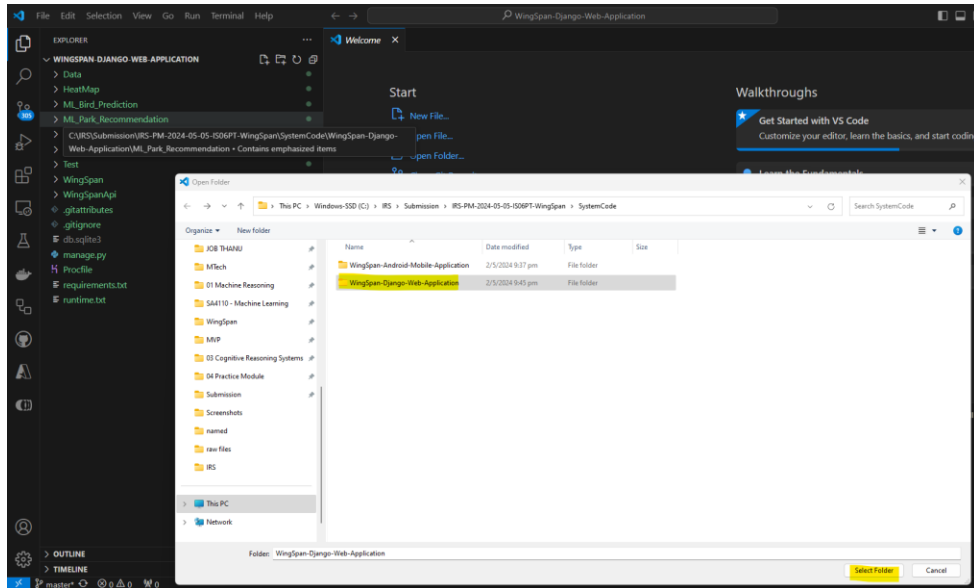 File Edit Selection View Go Run Terminal Help
WingSpan-Django-Web-Application
EXPLORER
WINGSPAN-DJANGO-WEB-APPLICATION
Data
HeatMap
ML_Bird_Prediction
ML_Park_Recommendation
C:\IRS\Submission\IRS-PM-2024-05-05-IS06PT-WingSpan\SystemCode\WingSpan-Django-
Web-Application\ML_Park_Recommendation • Contains emphasized items
Test
WingSpan
WingSpanApi
.gitattributes
.gitignore
db.sqlite3
manage.py
Procfile
requirements.txt
runtime.txt
OUTLINE
TIMELINE
master* 0 0 0
305
Welcome
Start
New File...
Open File...
Open Folder...
Walkthroughs
Get Started with VS Code
Customize your editor, learn the basics, and start codin
Learn the Fundamentals
Open Folder
This PC > Windows-SSD (C:) > IRS > Submission > IRS-PM-2024-05-05-IS06PT-WingSpan > SystemCode
Search SystemCode
Organize New folder
JOB THANU
MTech
01 Machine Reasoning
SA4110 - Machine Learning
WingSpan
MVP
03 Cognitive Reasoning Systems
04 Practice Module
Submission
Screenshots
named
raw files
IRS
This PC
Network
Name Date modified Type Size
WingSpan-Android-Mobile-Application 2/5/2024 9:37 pm File folder
WingSpan-Django-Web-Application 2/5/2024 9:45 pm File folder
Folder: WingSpan-Django-Web-Application
Select Folder Cancel